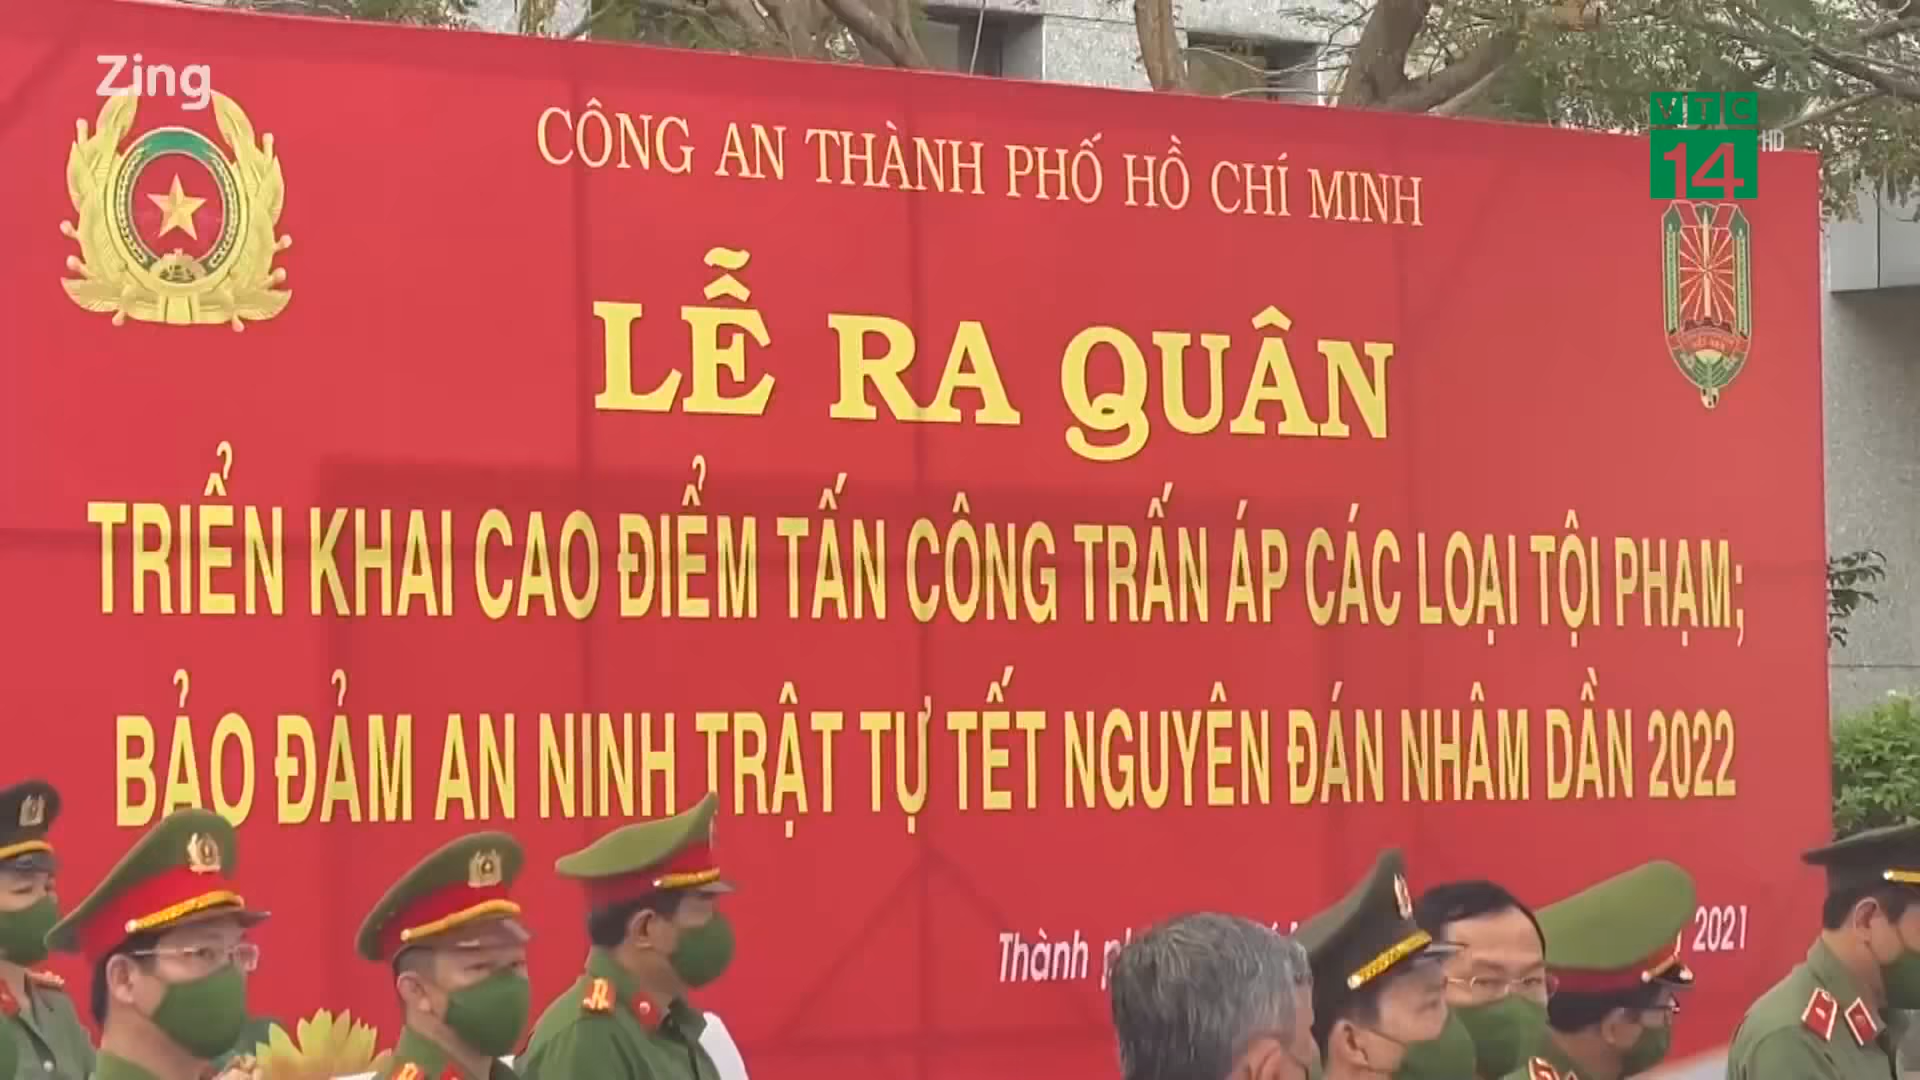 Zing
VTC
14
HD
CÔNG AN THÀNH PHỐ HỒ CHÍ MINH
LỄ RA QUÂN
TRIỂN KHAI CAO ĐIỂM TẤN CÔNG TRẤN ÁP CÁC LOẠI TỘI PHẠM;
BẢO ĐẢM AN NINH TRẬT TỰ TẾT NGUYÊN ĐÁN NHÂM DẦN 2022
Thành 2021